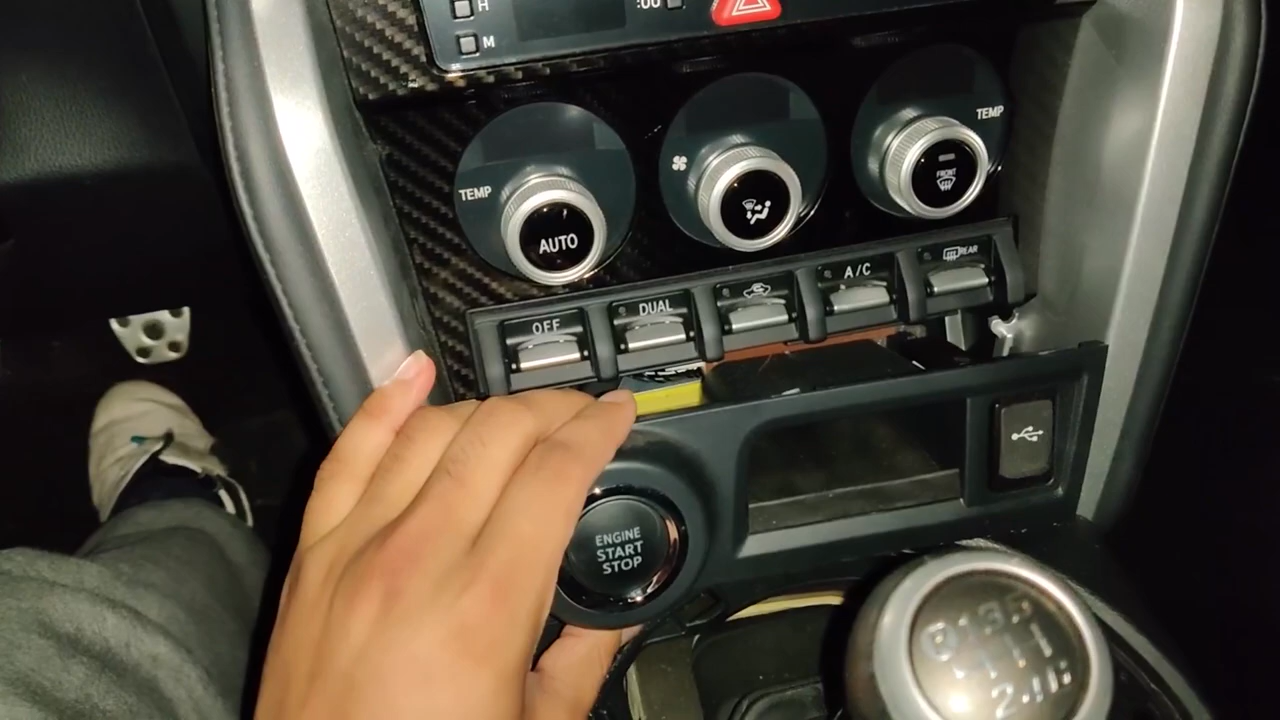 H
:00
M
TEMP
TEMP
FRONT
AUTO
OFF
DUAL
A/C
REAR
ENGINE
START
STOP